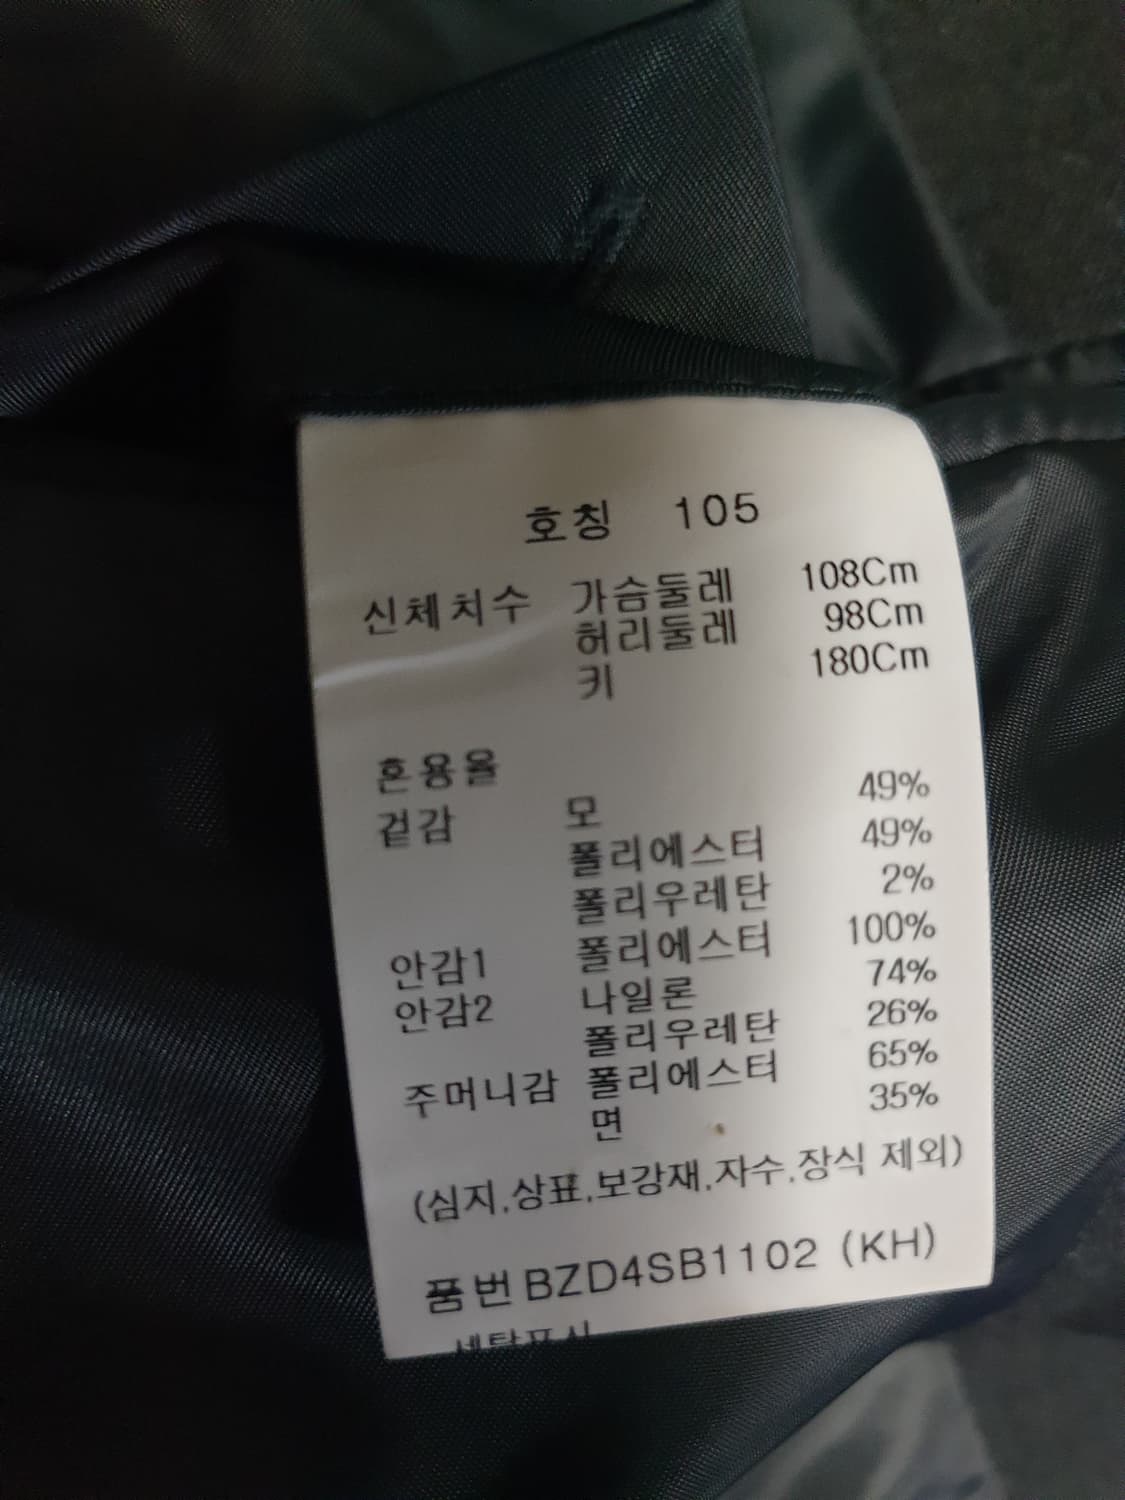 호칭 105
신체치수 가슴둘레 108Cm
허리둘레 98Cm
키 180Cm
혼용율
겉감 모 49%
폴리에스터 49%
폴리우레탄 2%
안감1 폴리에스터 100%
안감2 나일론 74%
폴리우레탄 26%
주머니감 폴리에스터 65%
면 35%
(심지,상표,보강재,자수,장식 제외)
품번 BZD4SB1102 (KH)
세탁표시